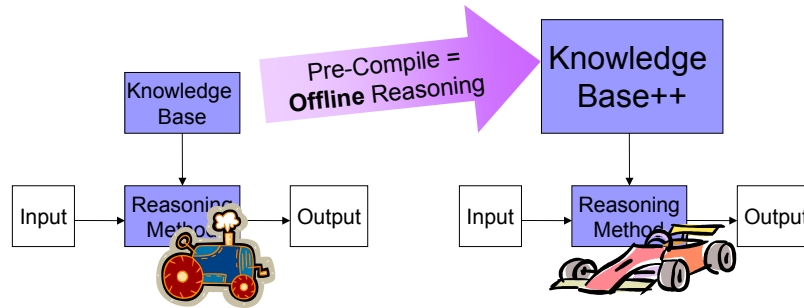 Knowledge
Base
Pre-Compile =
Offline Reasoning
Knowledge
Base++
Input
Reasoning
Method
Output
Input
Reasoning
Method
Output